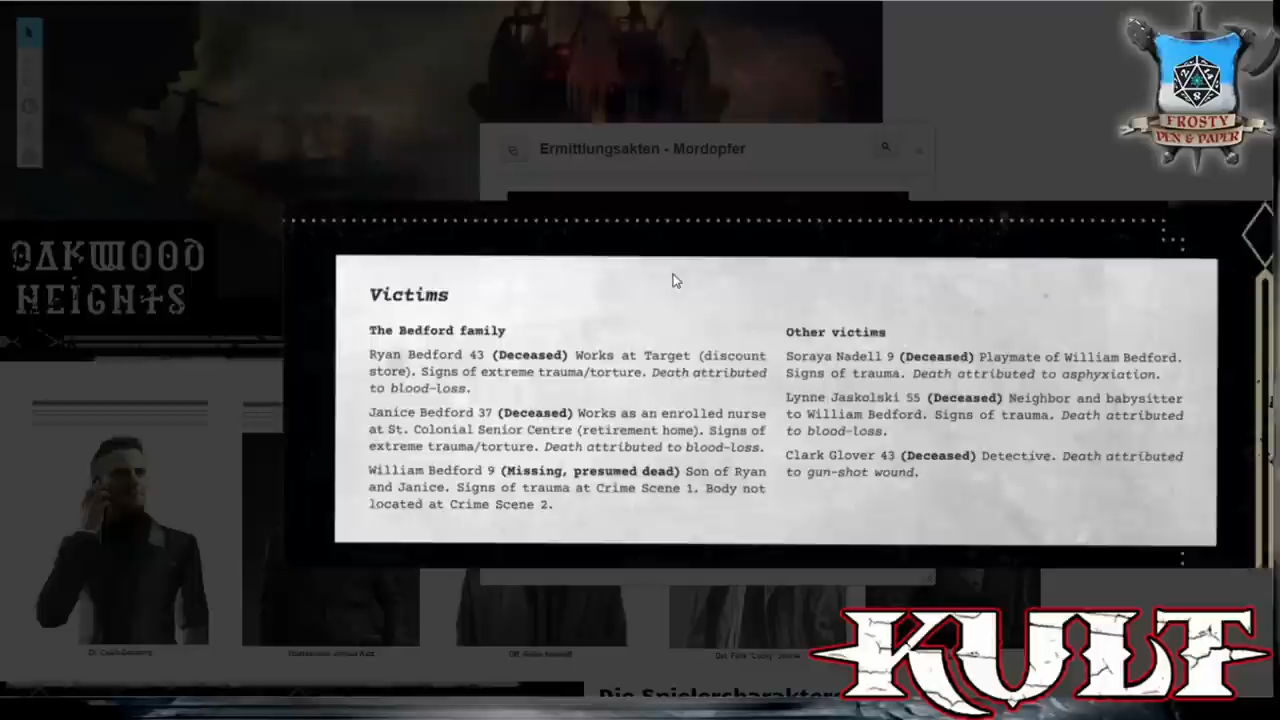 FROSTY
PEN & PAPER
Ermittlungsakten - Mordopfer
OAKWOOD
HEIGHTS
Victims
The Bedford family
Ryan Bedford 43 (Deceased) Works at Target (discount
store). Signs of extreme trauma/torture. Death attributed
to blood-loss.
Janice Bedford 37 (Deceased) Works as an enrolled nurse
at St. Colonial Senior Centre (retirement home). Signs of
extreme trauma/torture. Death attributed to blood-loss.
William Bedford 9 (Missing, presumed dead) Son of Ryan
and Janice. Signs of trauma at Crime Scene 1. Body not
located at Crime Scene 2.
Other victims
Soraya Nadell 9 (Deceased) Playmate of William Bedford.
Signs of trauma. Death attributed to asphyxiation.
Lynne Jaskolski 55 (Deceased) Neighbor and babysitter
to William Bedford. Signs of trauma. Death attributed
to blood-loss.
Clark Glover 43 (Deceased) Detective. Death attributed
to gun-shot wound.
Die Spielercharaktere
KULT